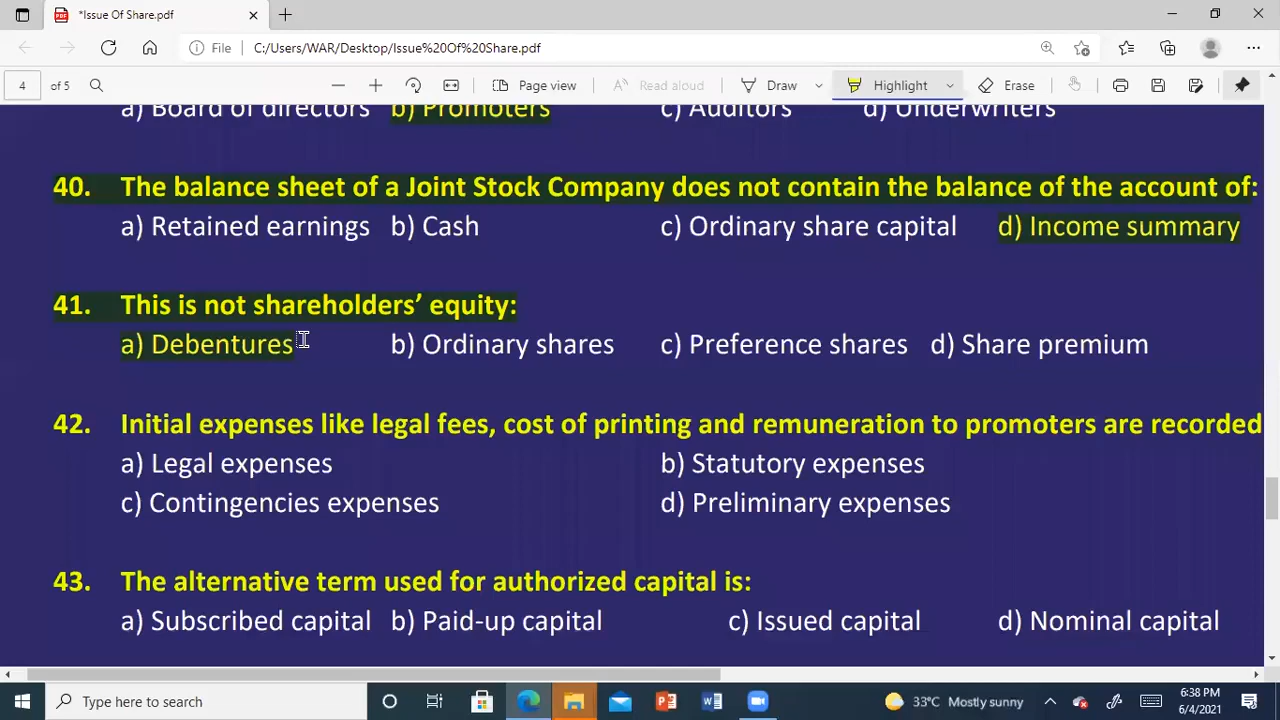 *Issue Of Share.pdf
File C:/Users/WAR/Desktop/Issue%20Of%20Share.pdf
4 of 5 Page view Read aloud Draw Highlight Erase
a) Board of directors b) Promoters c) Auditors d) Underwriters
40. The balance sheet of a Joint Stock Company does not contain the balance of the account of:
a) Retained earnings b) Cash c) Ordinary share capital d) Income summary
41. This is not shareholders’ equity:
a) Debentures b) Ordinary shares c) Preference shares d) Share premium
42. Initial expenses like legal fees, cost of printing and remuneration to promoters are recorded
a) Legal expenses b) Statutory expenses
c) Contingencies expenses d) Preliminary expenses
43. The alternative term used for authorized capital is:
a) Subscribed capital b) Paid-up capital c) Issued capital d) Nominal capital
Type here to search 33°C Mostly sunny 6:38 PM
6/4/2021